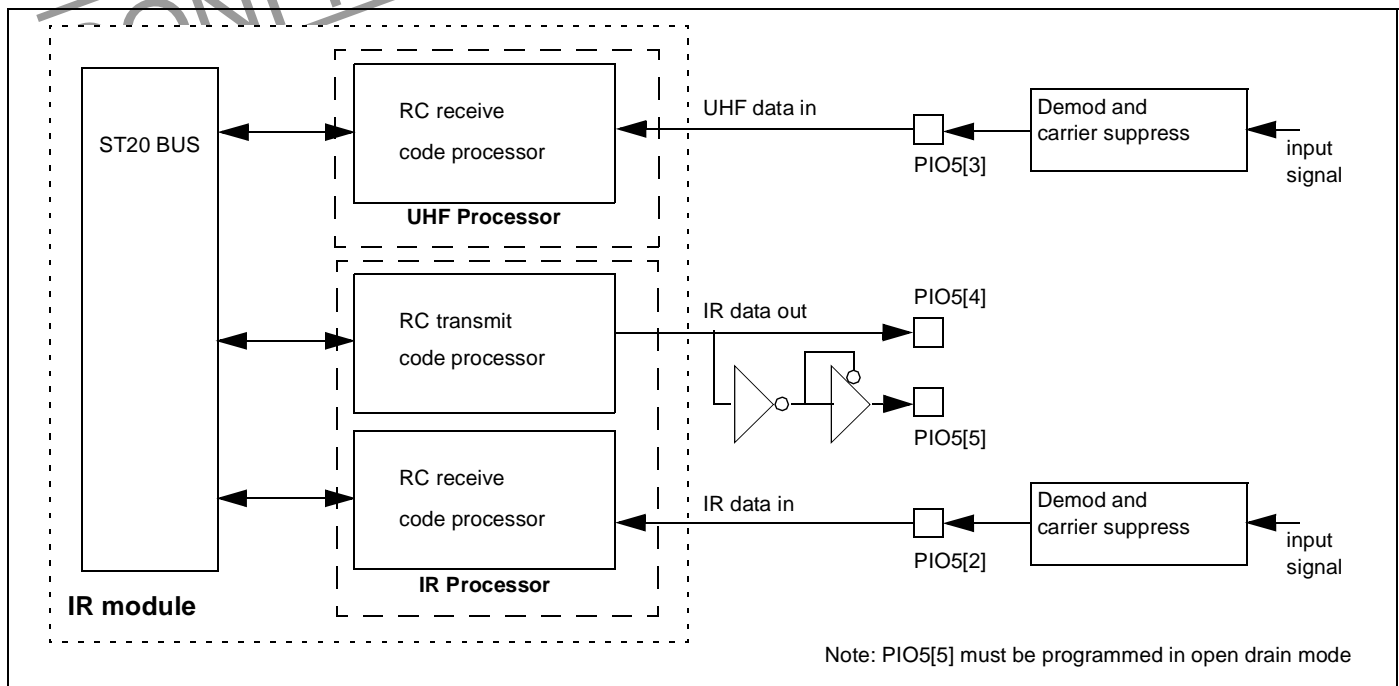 ST20 BUS
RC receive
code processor
UHF Processor
UHF data in
PIO5[3]
Demod and
carrier suppress
input
signal
RC transmit
code processor
IR data out
PIO5[4]
PIO5[5]
RC receive
code processor
IR Processor
IR data in
PIO5[2]
Demod and
carrier suppress
input
signal
IR module
Note: PIO5[5] must be programmed in open drain mode